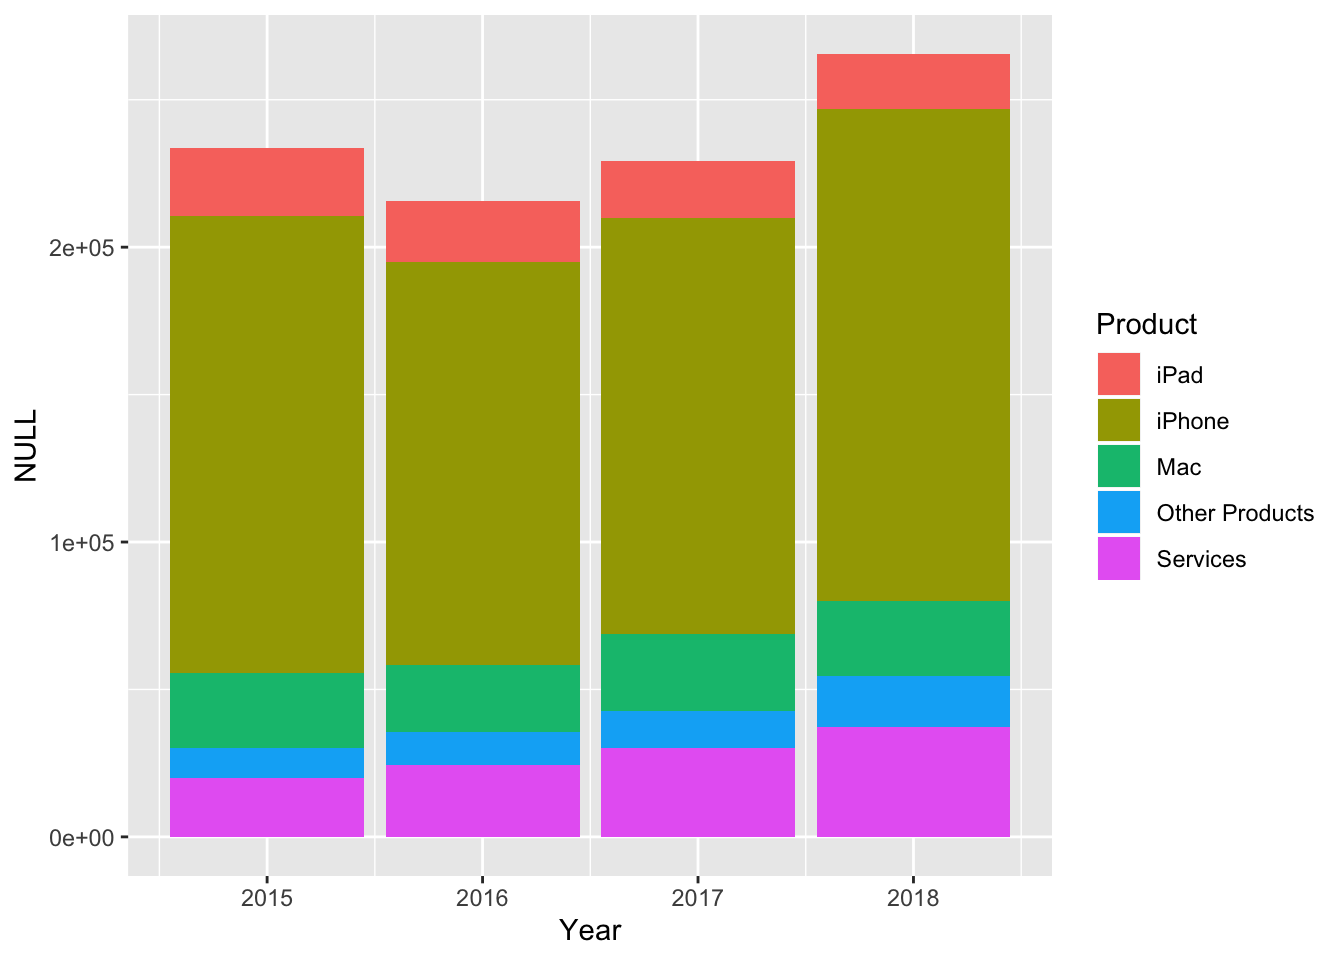 NULL
2e+05
1e+05
0e+00
2015
2016
2017
2018
Year
Product
iPad
iPhone
Mac
Other Products
Services